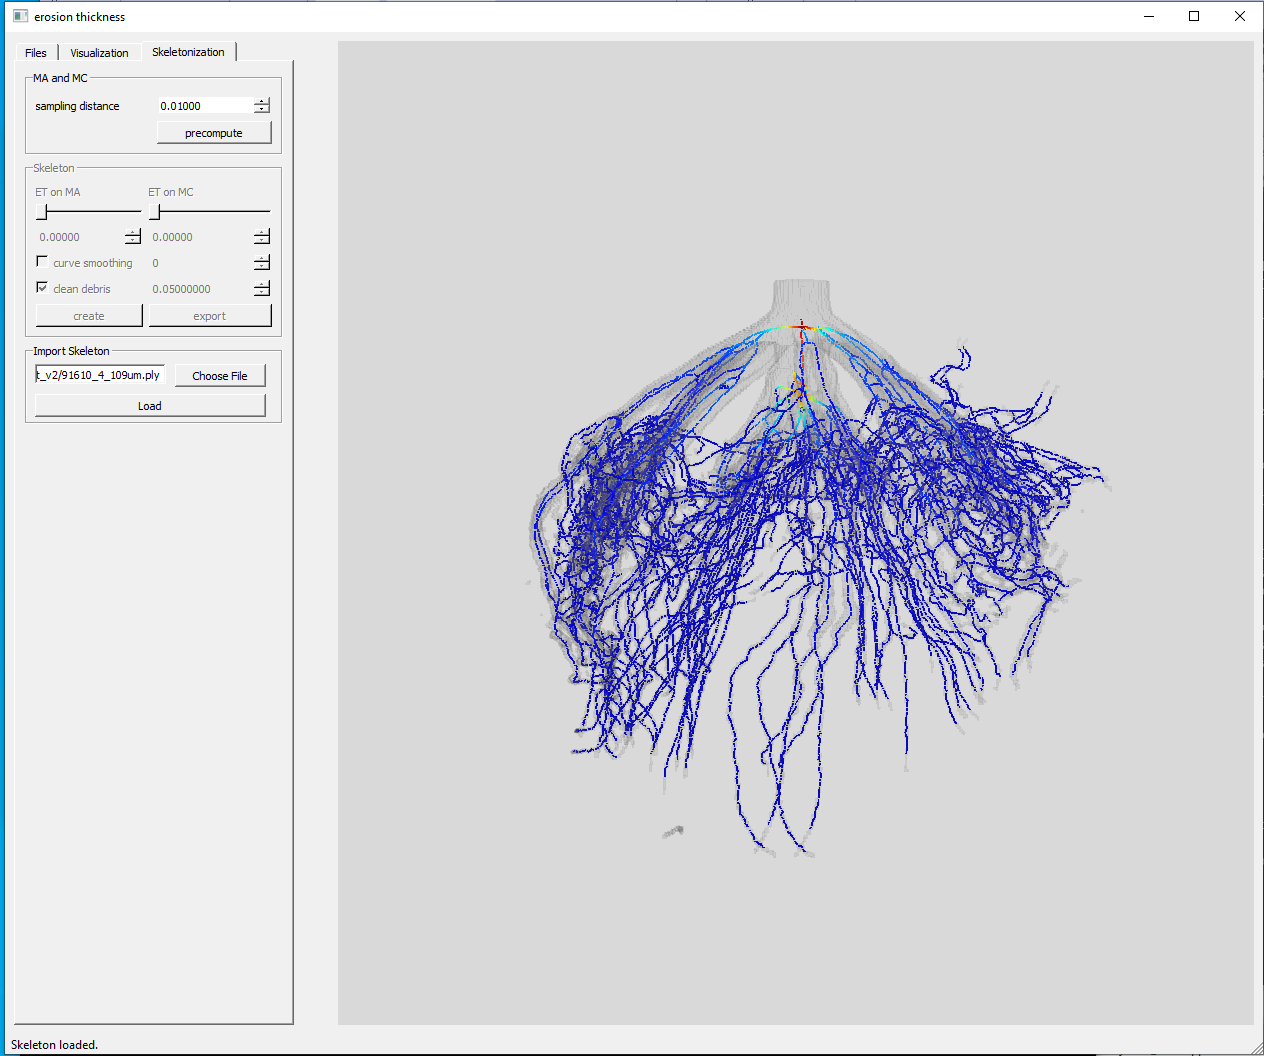 erosion thickness
Files Visualization Skeletonization
MA and MC
sampling distance 0.01000
precompute
Skeleton
ET on MA ET on MC
0.00000 0.00000
curve smoothing 0
clean debris 0.05000000
create export
Import Skeleton
t_v2/91610_4_109um.ply Choose File
Load
Skeleton loaded.